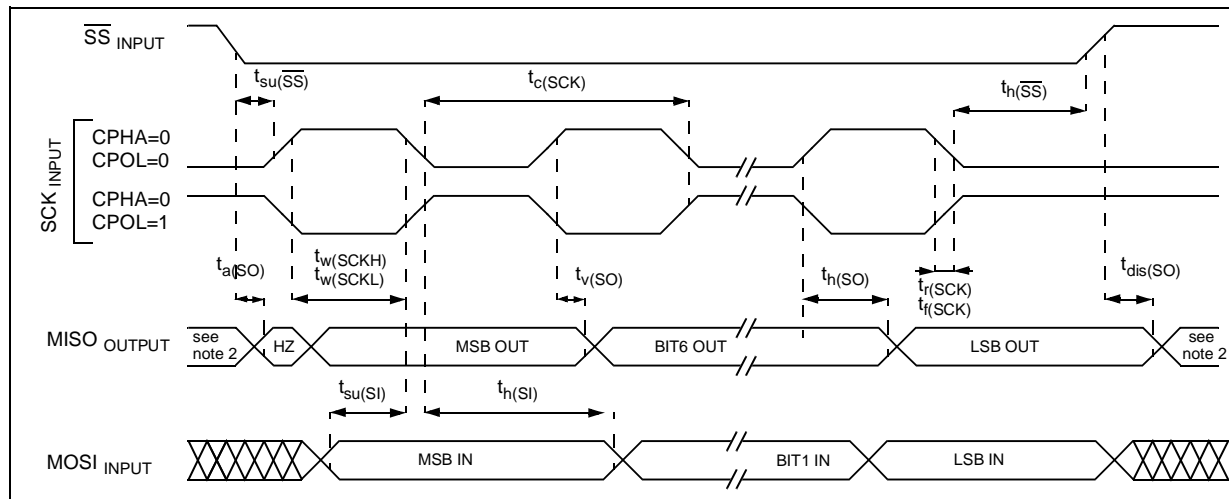 SS INPUT
tsu(SS)
tc(SCK)
th(SS)
SCK INPUT
CPHA=0
CPOL=0
CPHA=0
CPOL=1
ta(SO)
tw(SCKH)
tw(SCKL)
tv(SO)
th(SO)
tr(SCK)
tf(SCK)
tdis(SO)
MISO OUTPUT
see
note 2
HZ
MSB OUT
BIT6 OUT
LSB OUT
see
note 2
tsu(SI)
th(SI)
MOSI INPUT
MSB IN
BIT1 IN
LSB IN